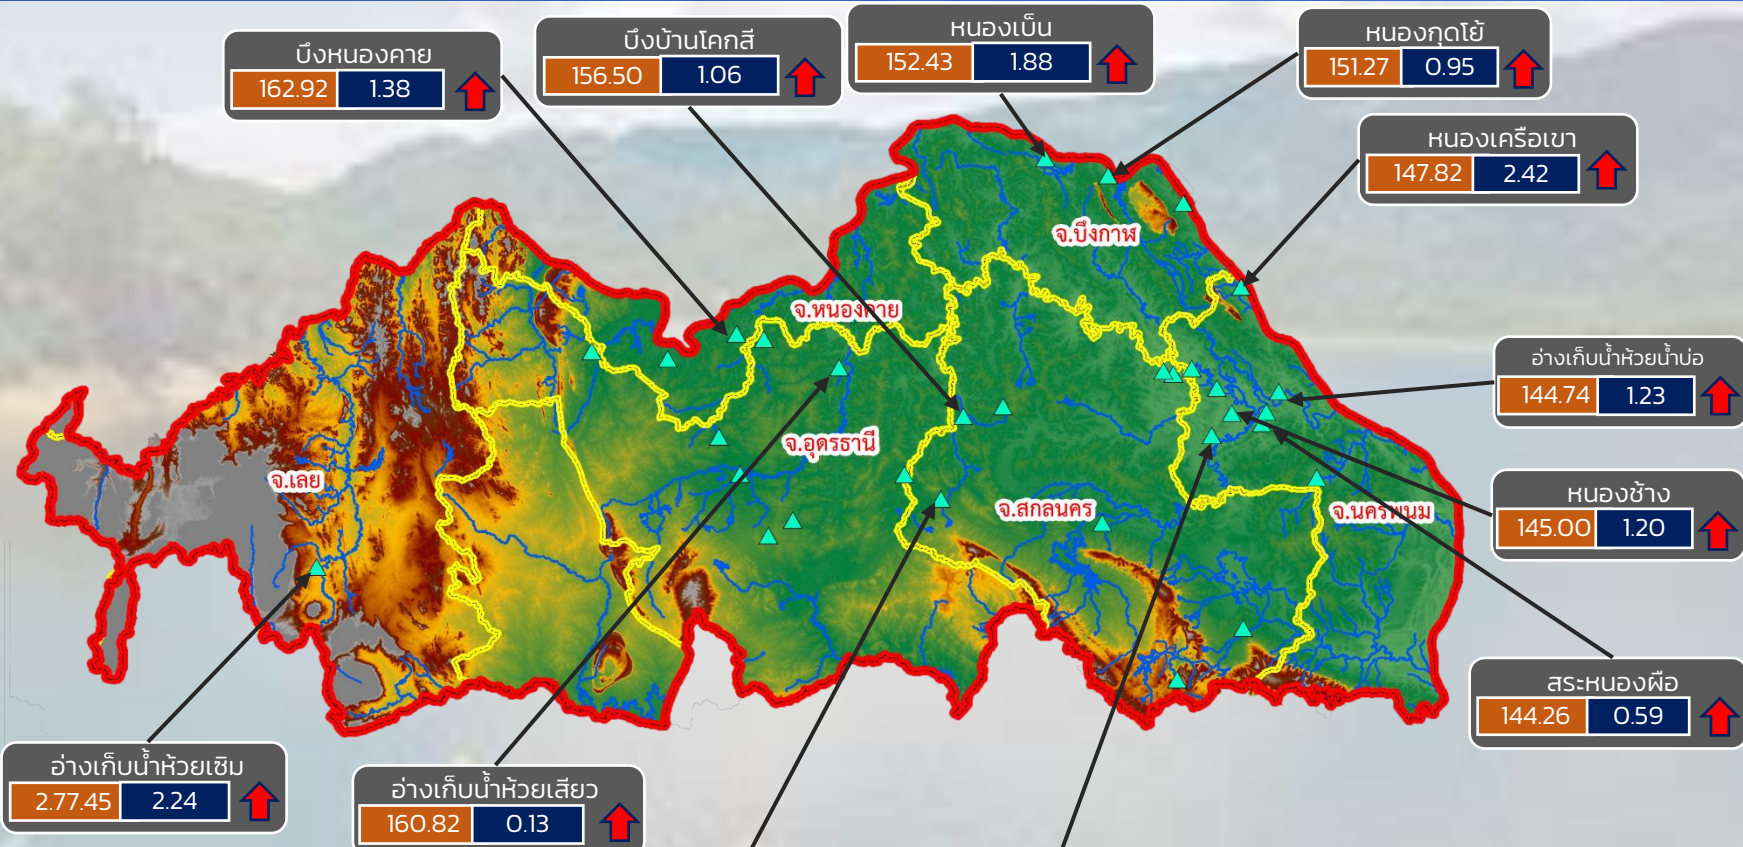 บึงหนองคาย
162.92 1.38
บึงบ้านโคกสี
156.50 1.06
หนองเบ็น
152.43 1.88
หนองกุดโย้
151.27 0.95
หนองเครือเขา
147.82 2.42
จ.บึงกาฬ
จ.หนองคาย
อ่างเก็บน้ำห้วยน้ำบ่อ
144.74 1.23
จ.อุดรธานี
จ.เลย
จ.สกลนคร
จ.นครพนม
หนองช้าง
145.00 1.20
สระหนองผือ
144.26 0.59
อ่างเก็บน้ำห้วยเซิม
2.77.45 2.24
อ่างเก็บน้ำห้วยเสียว
160.82 0.13